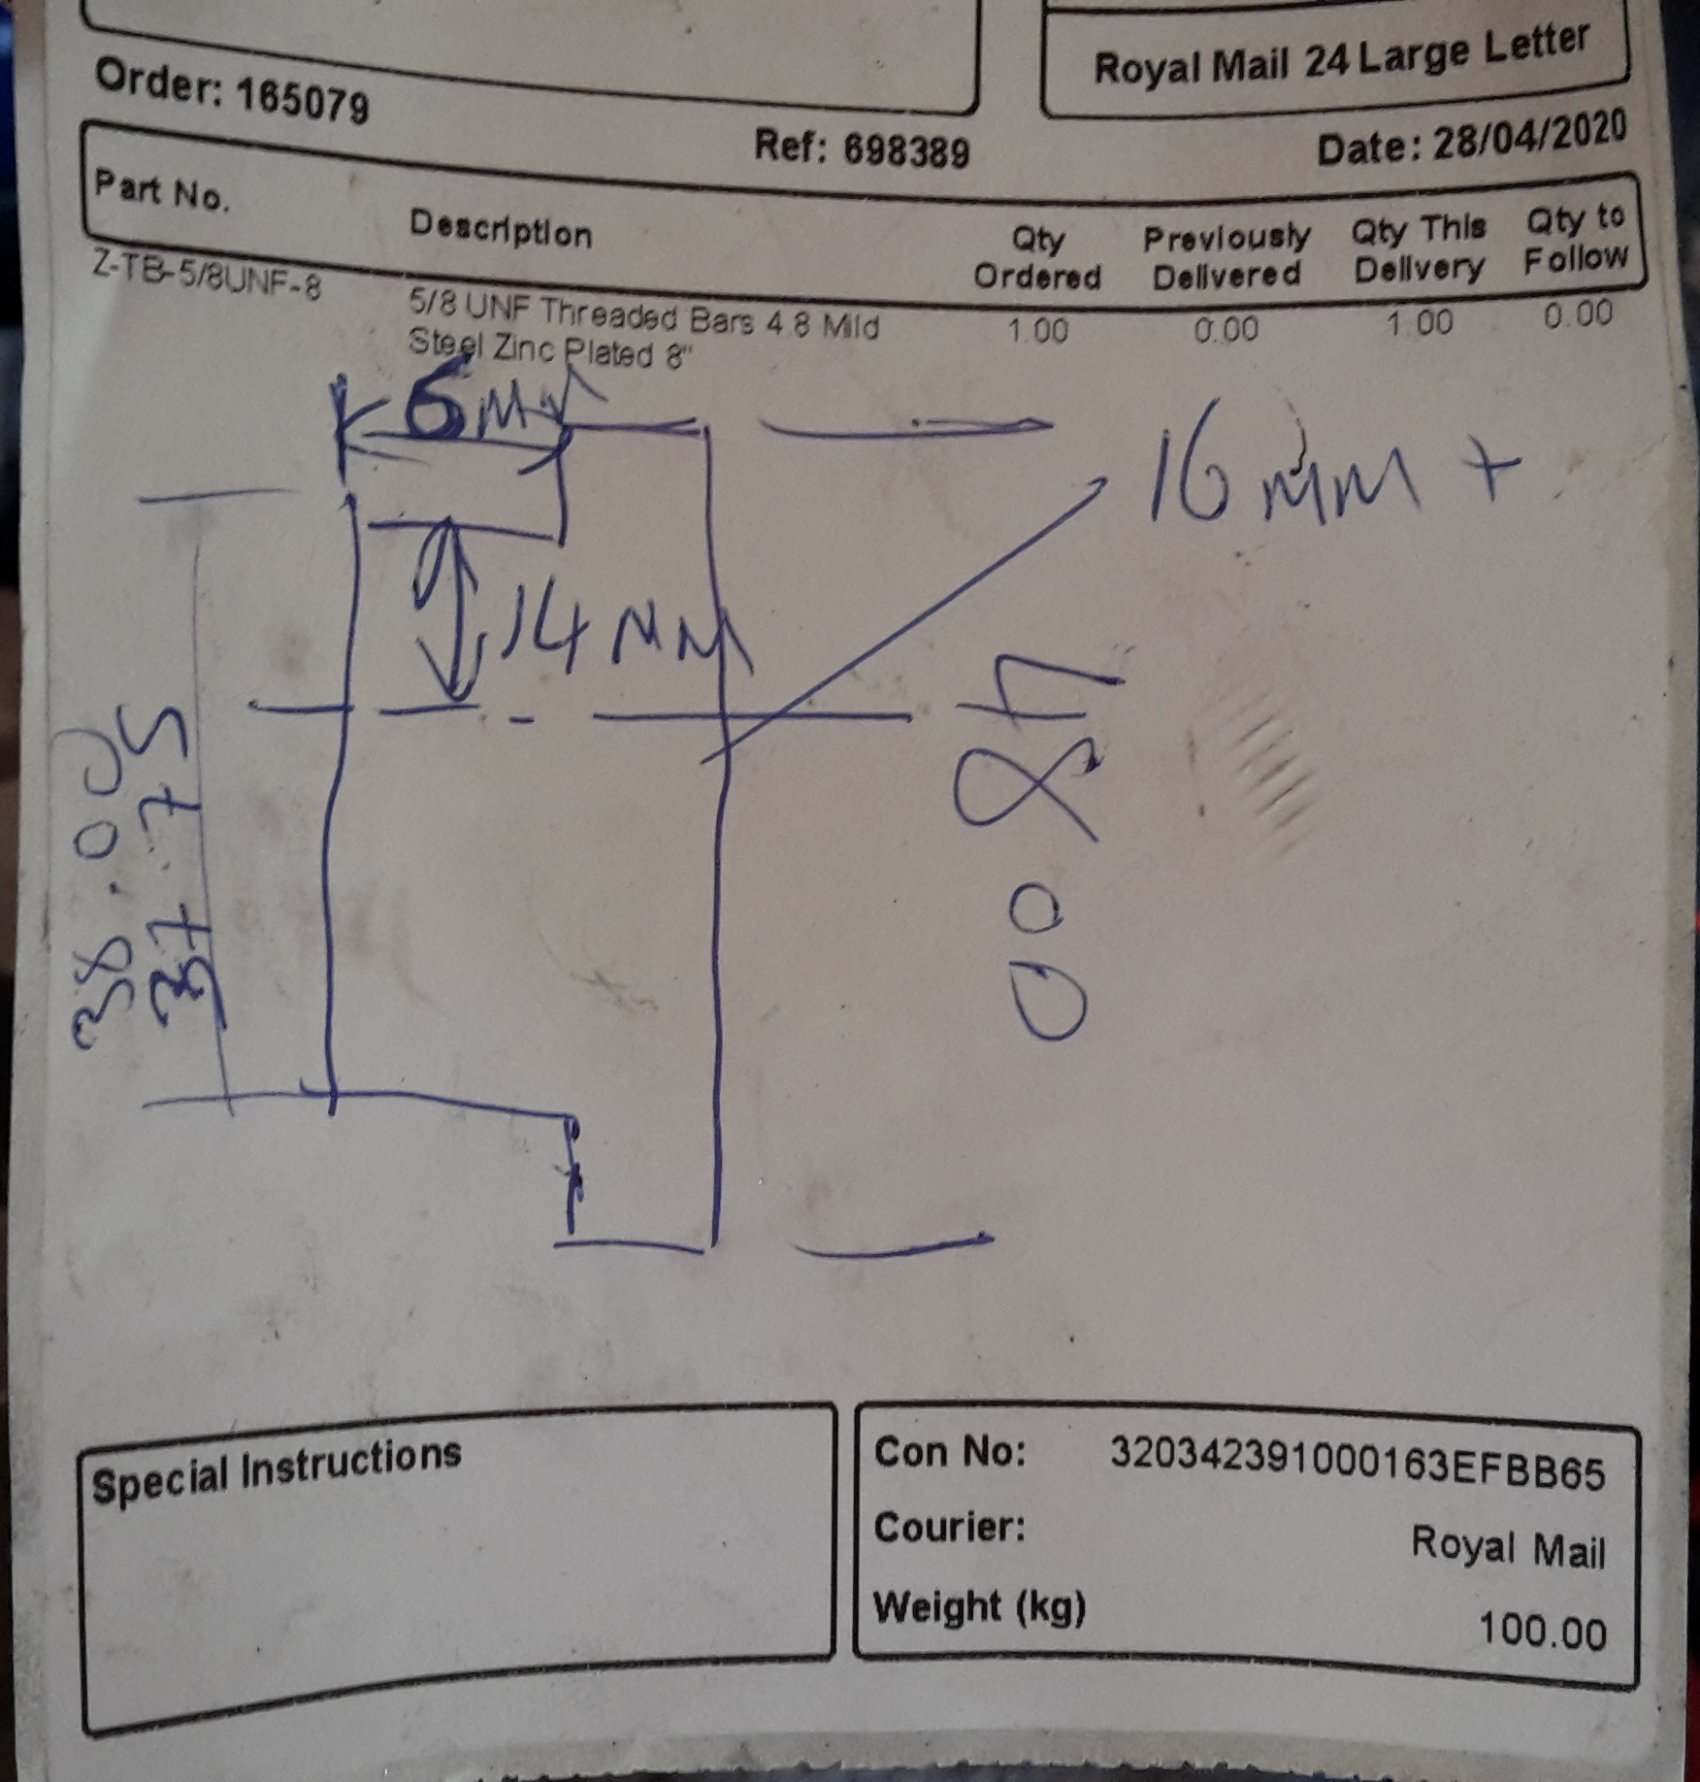 Royal Mail 24 Large Letter
Order: 165079
Ref: 698389
Date: 28/04/2020
Part No.
Description
Qty Ordered
Previously Delivered
Qty This Delivery
Qty to Follow
Z-TB-5/8UNF-8
5/8 UNF Threaded Bars 4.8 Mild
Steel Zinc Plated 8"
1.00
0.00
1.00
0.00
6mm
16mm +
14mm
38.00
37.75
48.00
Special Instructions
Con No: 320342391000163EFBB65
Courier: Royal Mail
Weight (kg) 100.00